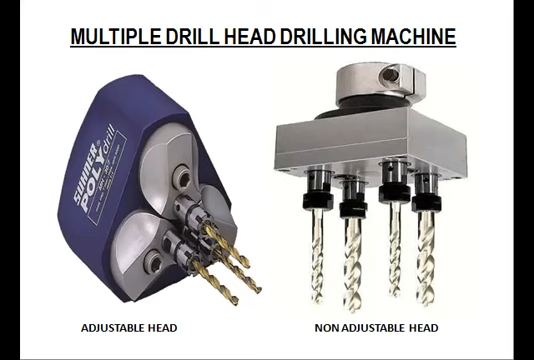 MULTIPLE DRILL HEAD DRILLING MACHINE
SUHNER
POLYdrill
ADJUSTABLE HEAD
NON ADJUSTABLE HEAD